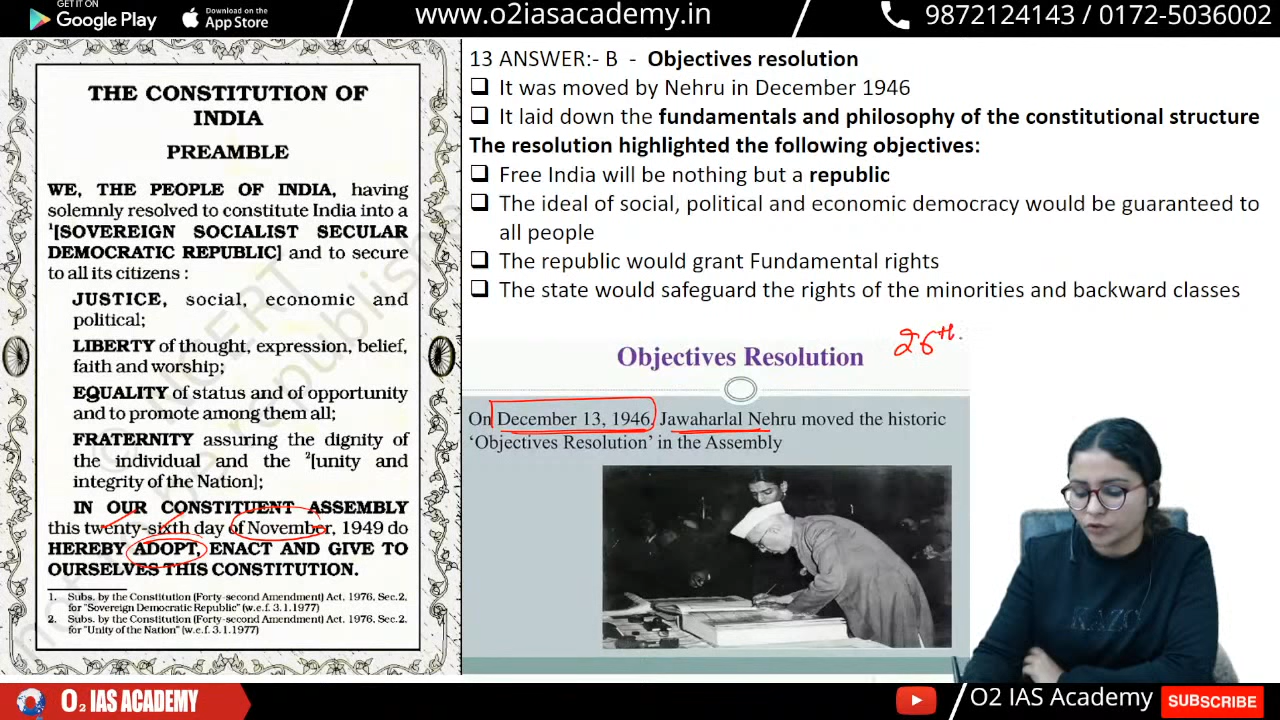 GET IT ON
Google Play
Download on the
App Store
www.o2iasacademy.in
9872124143 / 0172-5036002
THE CONSTITUTION OF
INDIA
PREAMBLE
WE, THE PEOPLE OF INDIA, having
solemnly resolved to constitute India into a
1[SOVEREIGN SOCIALIST SECULAR
DEMOCRATIC REPUBLIC] and to secure
to all its citizens :
JUSTICE, social, economic and
political;
LIBERTY of thought, expression, belief,
faith and worship;
EQUALITY of status and of opportunity
and to promote among them all;
FRATERNITY assuring the dignity of
the individual and the 2[unity and
integrity of the Nation];
IN OUR CONSTITUENT ASSEMBLY
this twenty-sixth day of November, 1949 do
HEREBY ADOPT, ENACT AND GIVE TO
OURSELVES THIS CONSTITUTION.
1. Subs. by the Constitution (Forty-second Amendment) Act, 1976, Sec.2,
for "Sovereign Democratic Republic" (w.e.f. 3.1.1977)
2. Subs. by the Constitution (Forty-second Amendment) Act, 1976, Sec.2,
for "Unity of the Nation" (w.e.f. 3.1.1977)
13 ANSWER:- B - Objectives resolution
It was moved by Nehru in December 1946
It laid down the fundamentals and philosophy of the constitutional structure
The resolution highlighted the following objectives:
Free India will be nothing but a republic
The ideal of social, political and economic democracy would be guaranteed to
all people
The republic would grant Fundamental rights
The state would safeguard the rights of the minorities and backward classes
26th
Objectives Resolution
On December 13, 1946, Jawaharlal Nehru moved the historic
‘Objectives Resolution’ in the Assembly
O2 IAS ACADEMY
O2 IAS Academy
SUBSCRIBE